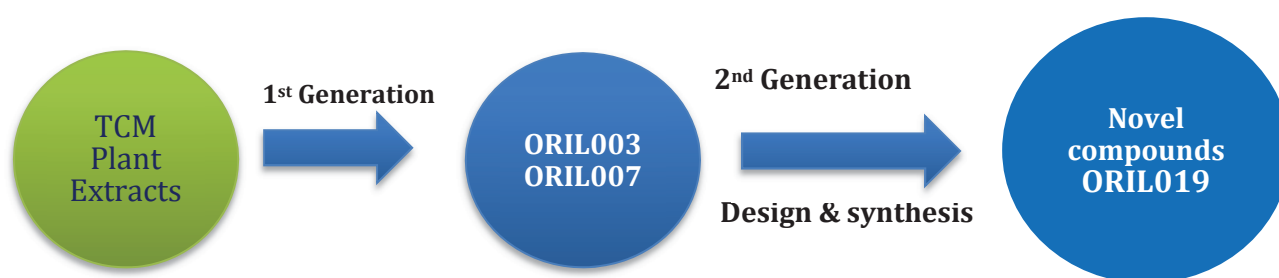 TCM
Plant
Extracts
1st Generation
ORIL003
ORIL007
2nd Generation
Design & synthesis
Novel
compounds
ORIL019